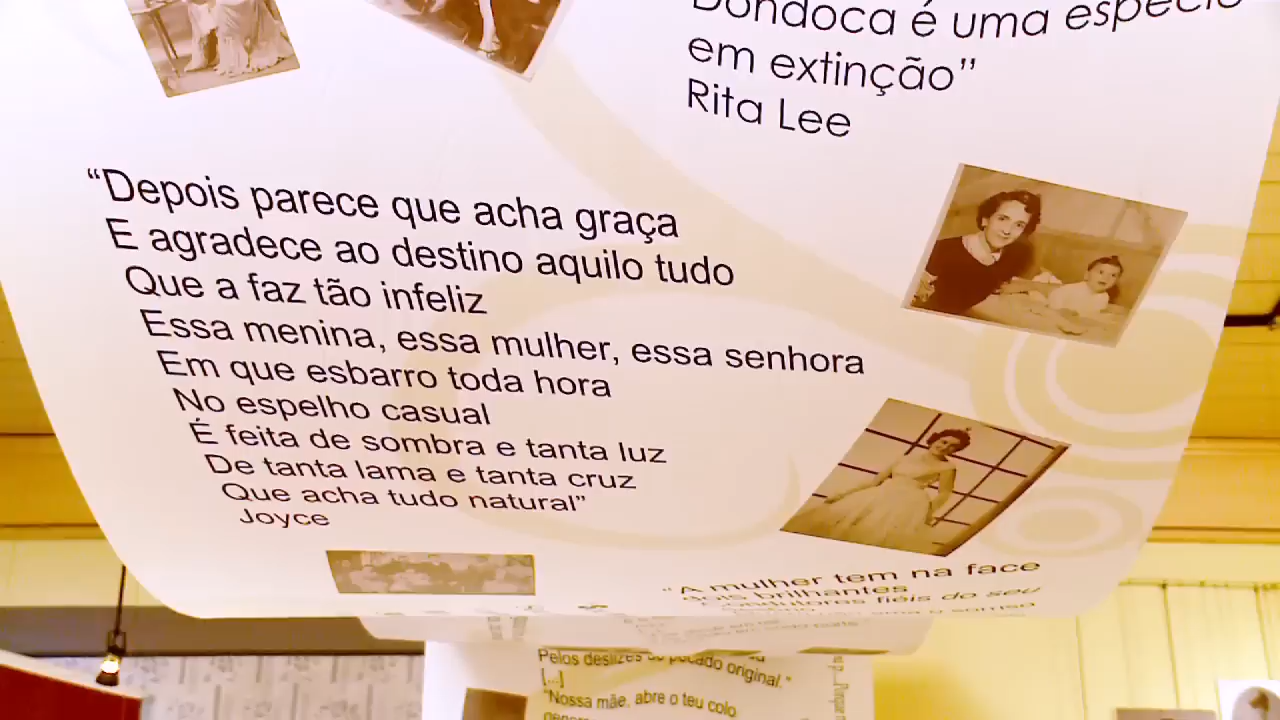 Dondoca é uma espécie
em extinção”
Rita Lee
“Depois parece que acha graça
E agradece ao destino aquilo tudo
Que a faz tão infeliz
Essa menina, essa mulher, essa senhora
Em que esbarro toda hora
No espelho casual
É feita de sombra e tanta luz
De tanta lama e tanta cruz
Que acha tudo natural”
Joyce
“A mulher tem na face
dois brilhantes
Condutores fiéis do seu
Pelos deslizes do pecado original."
[...]
"Nossa mãe, abre o teu colo